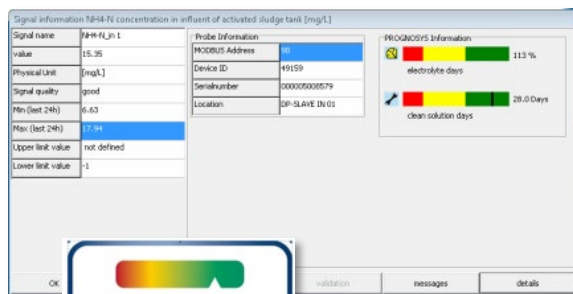 Signal information NH4-N concentration in influent of activated sludge tank [mg/L]
Signal name NH4-N_in 1
value 15.35
Physical Unit [mg/L]
Signal quality good
Min (last 24h) 6.63
Max (last 24h) 17.94
Upper limit value not defined
Lower limit value -1
Probe Information
MODBUS Address 90
Device ID 49159
Serialnumber 000005008579
Location DP-SLAVE IN 01
PROGNOSYS Information
113 %
electrolyte days
28.0 Days
clean solution days
OK
validation
messages
details